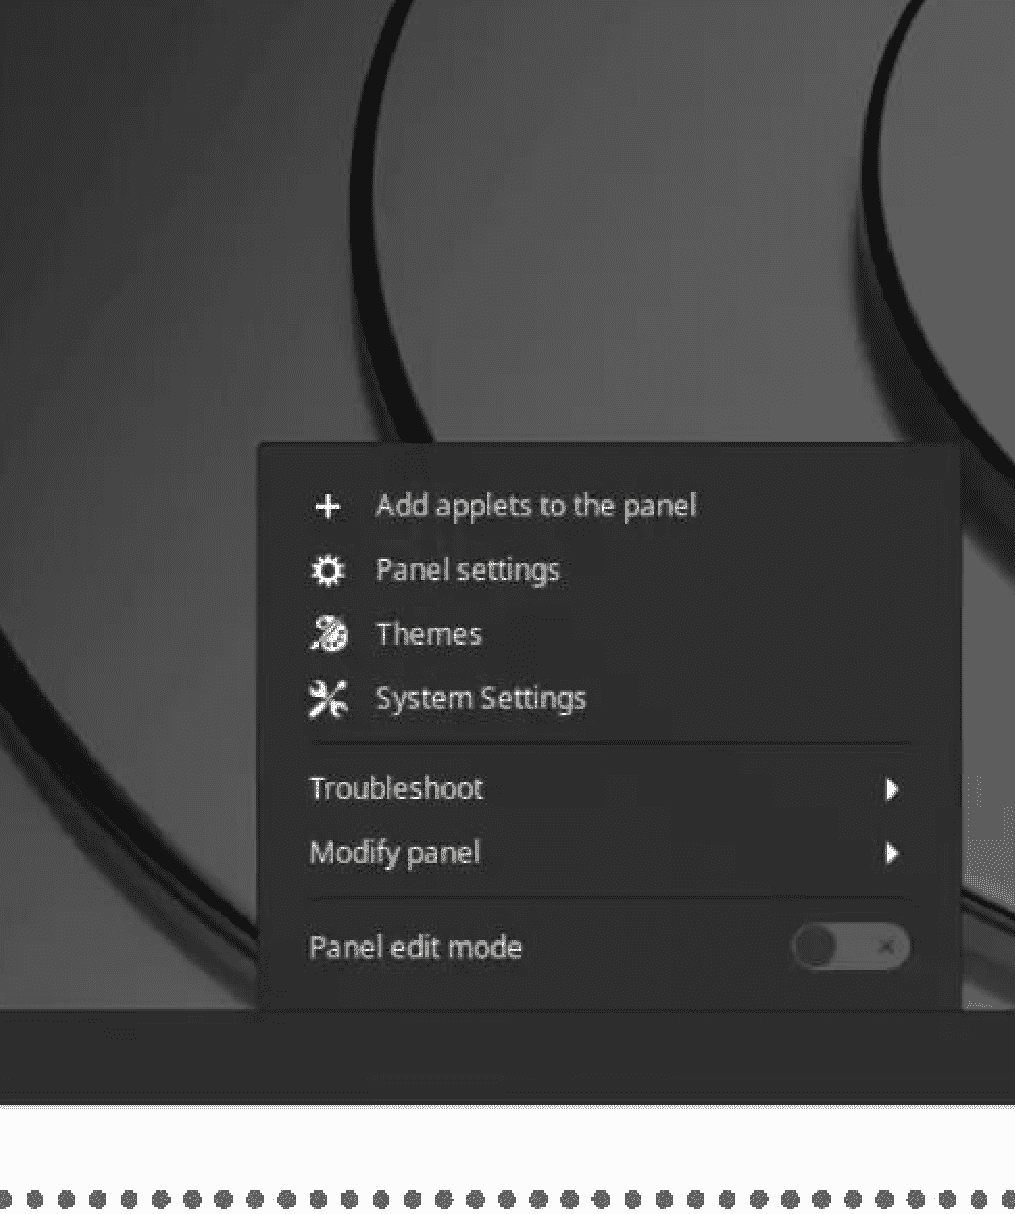 Add applets to the panel
Panel settings
Themes
System Settings
Troubleshoot
Modify panel
Panel edit mode